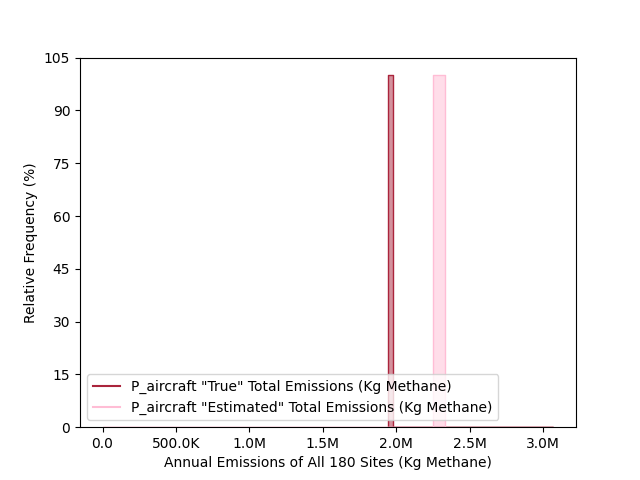 105
90
75
60
45
30
15
0
Relative Frequency (%)
P_aircraft "True" Total Emissions (Kg Methane)
P_aircraft "Estimated" Total Emissions (Kg Methane)
0.0 500.0K 1.0M 1.5M 2.0M 2.5M 3.0M
Annual Emissions of All 180 Sites (Kg Methane)